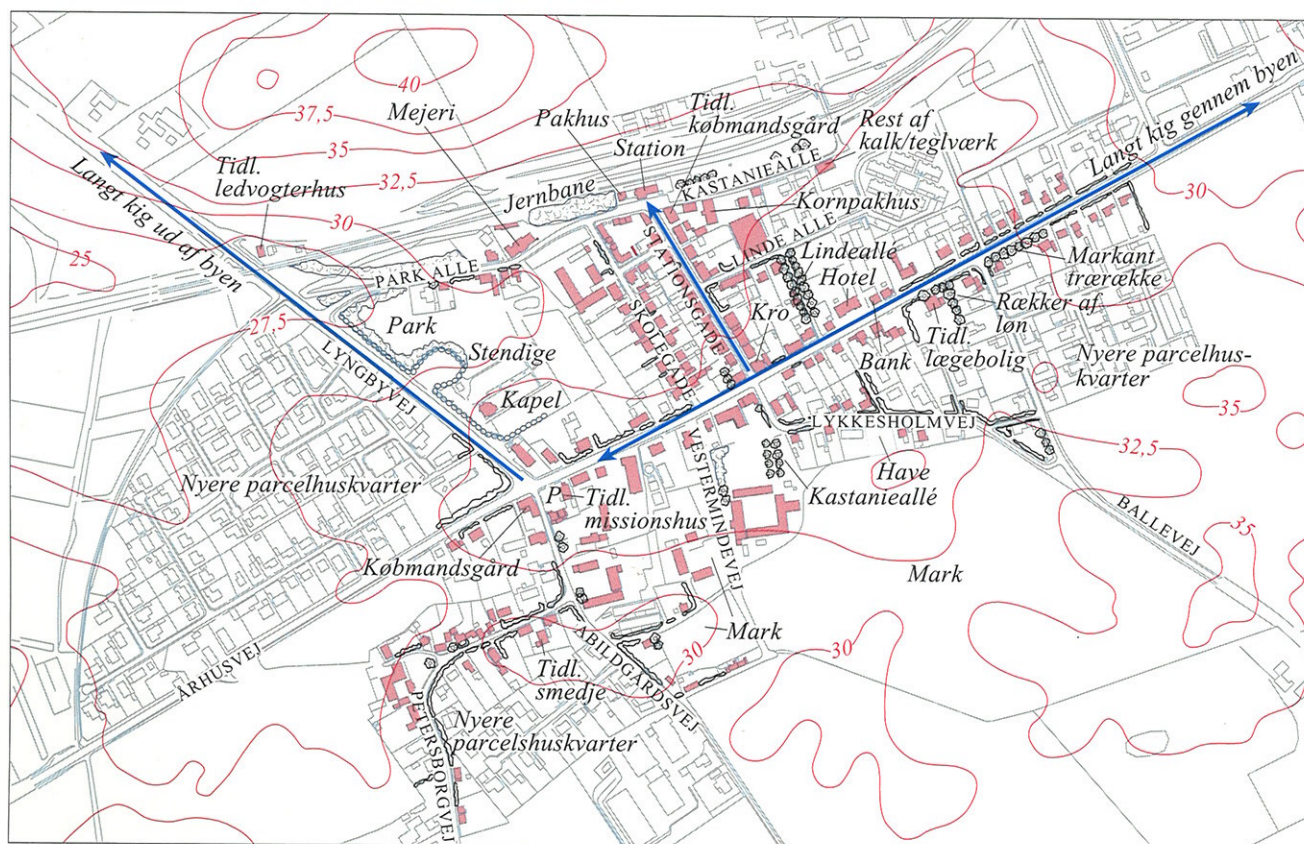 40
37,5
35
32,5
30
25
27,5
Langt kig ud af byen
Tidl.
ledvogterhus
Mejeri
Pakhus
Station
Tidl.
købmandsgård
Rest af
kalk/teglværk
Langt kig gennem byen
30
Jernbane
KASTANIEALLE
Kornpakhus
PARK ALLE
STATIONSGADE
LINDE ALLE
Lindeallé
Hotel
Markant
trærække
Park
Stendige
SKOLEGADE
Kro
Rækker af
løn
Bank
Tidl.
lægebolig
Nyere parcelhus-
kvarter
LYNGBYVEJ
Kapel
35
LYKKESHOLMVEJ
32,5
Nyere parcelhuskvarter
VESTERMINDEVEJ
Have
Kastanieallé
P
Tidl.
missionshus
BALLEVEJ
35
Købmandsgård
Mark
Mark
ÅRHUSVEJ
ABILDGÅRDSVEJ
30
30
30
Tidl.
smedje
PETERSBORGVEJ
Nyere
parcelshuskvarter